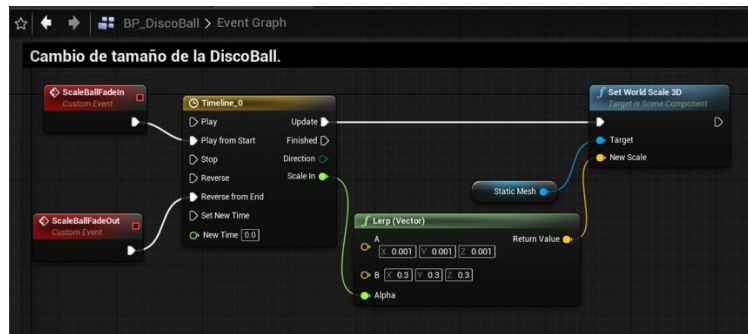 BP_DiscoBall > Event Graph
Cambio de tamaño de la DiscoBall.
ScaleBallFadeIn
Custom Event
Timeline_0
Play
Update
Play from Start
Finished
Stop
Direction
Reverse
Scale In
Reverse from End
Set New Time
New Time 0.0
ScaleBallFadeOut
Custom Event
f Set World Scale 3D
Target is Scene Component
Target
New Scale
Static Mesh
f Lerp (Vector)
A
Return Value
X 0.001 Y 0.001 Z 0.001
B X 0.3 Y 0.3 Z 0.3
Alpha